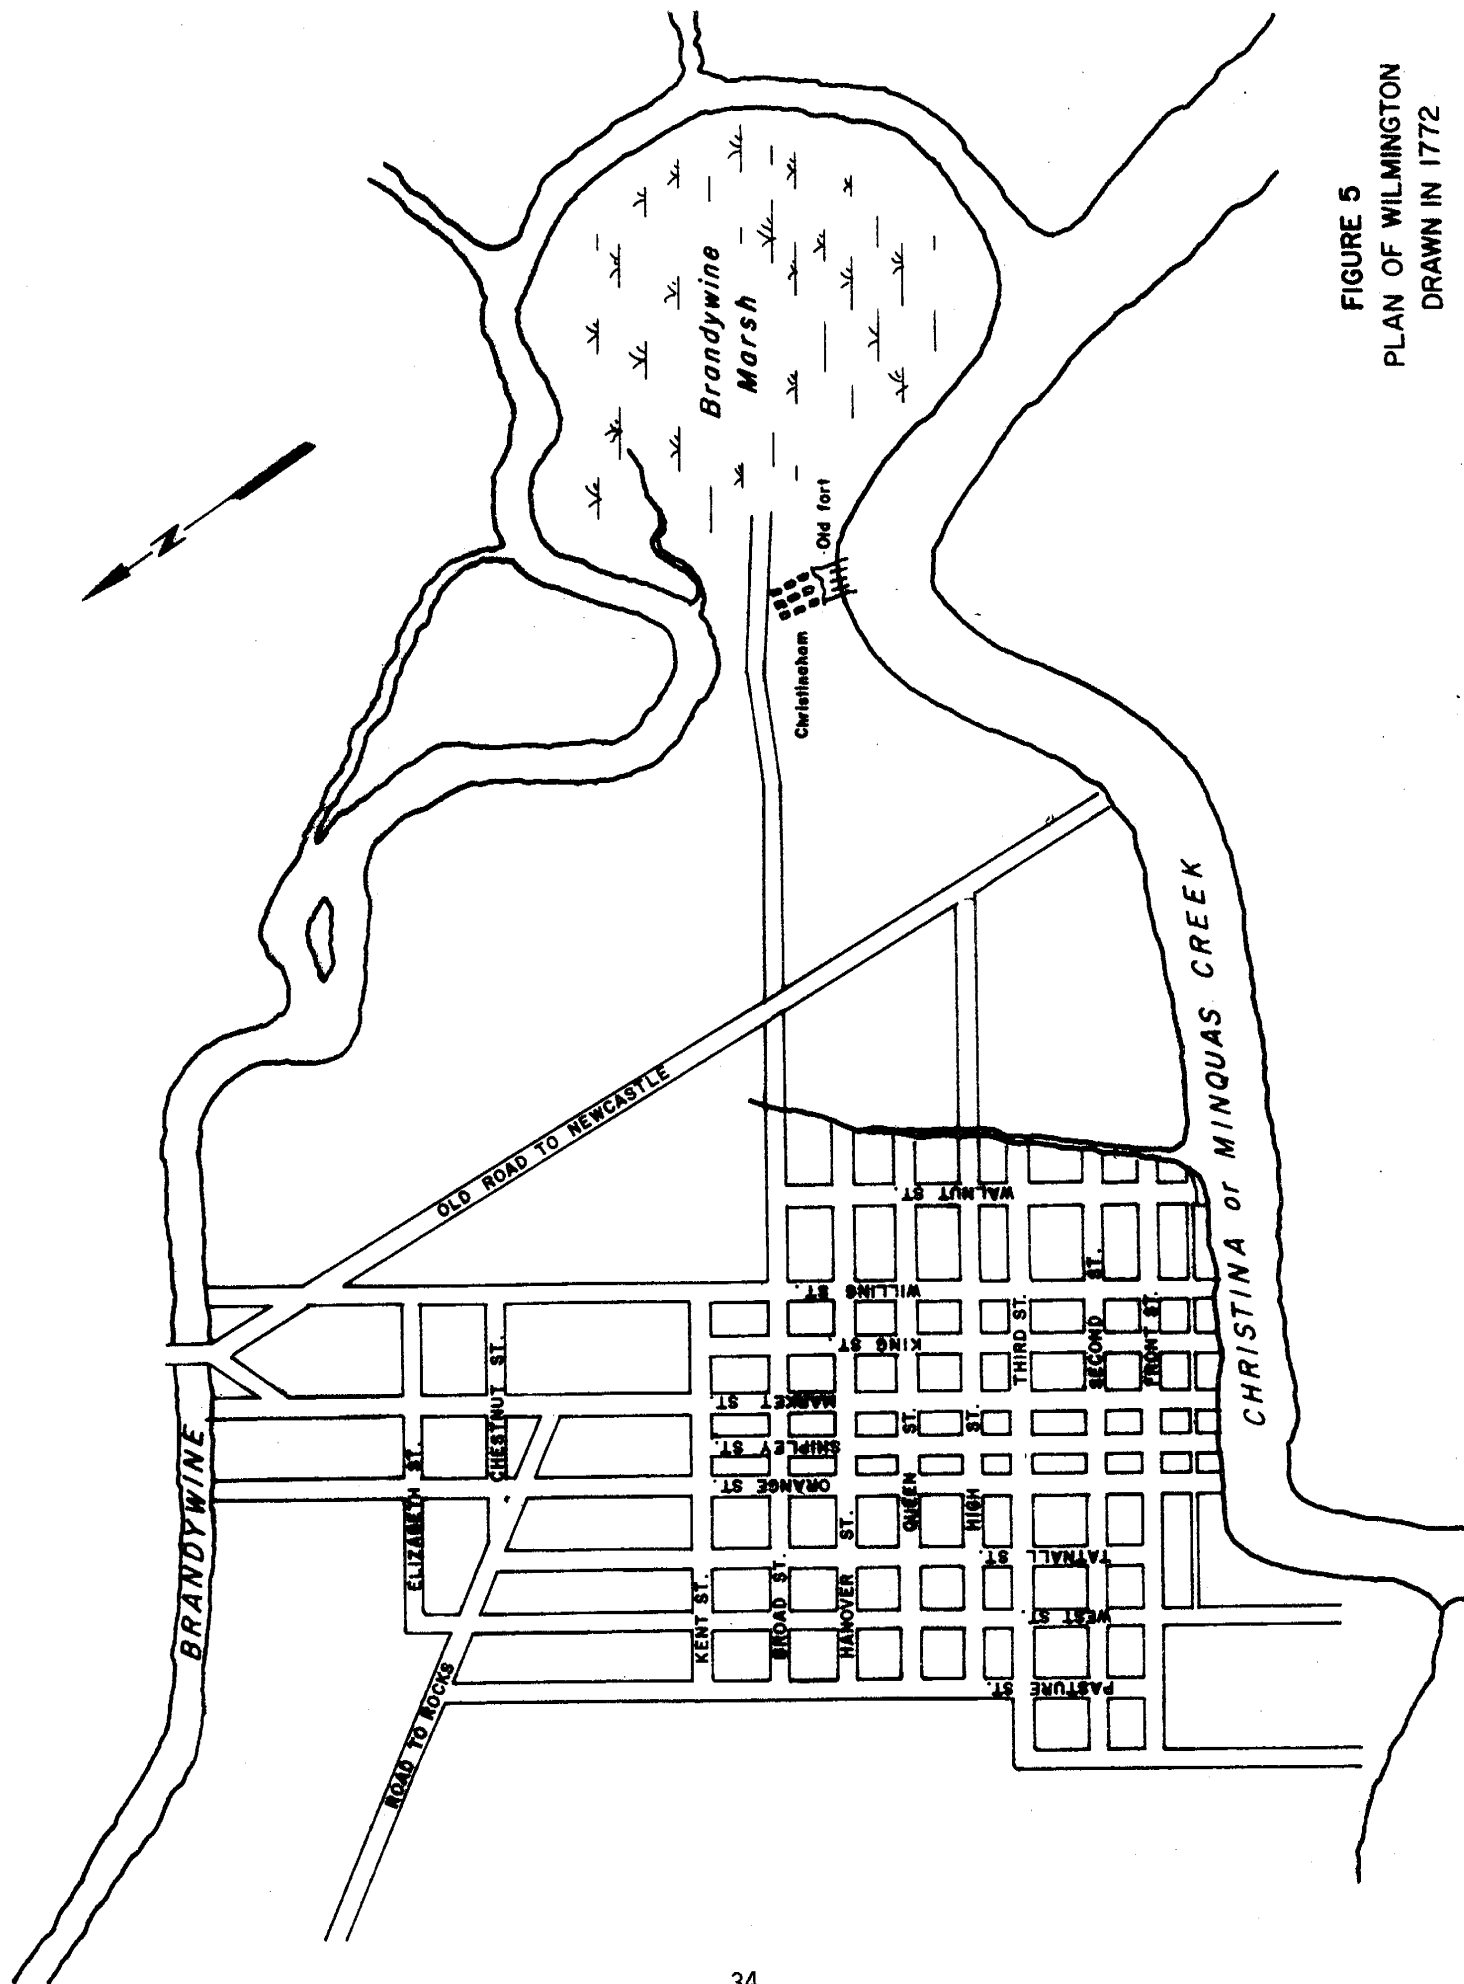 FIGURE 5
PLAN OF WILMINGTON
DRAWN IN 1772
N
Brandywine
Marsh
Old fort
Christinaham
CHRISTINA or MINQUAS CREEK
BRANDYWINE
OLD ROAD TO NEWCASTLE
ROAD TO ROCKS
WALNUT ST.
WILLING ST.
KING ST.
MARKET ST.
SHIPLEY ST.
ORANGE ST.
TATNALL ST.
WEST ST.
PASTURE ST.
ELIZABETH ST.
CHESTNUT ST.
KENT ST.
BROAD ST.
HANOVER ST.
QUEEN ST.
HIGH ST.
THIRD ST.
SECOND ST.
FRONT ST.
34